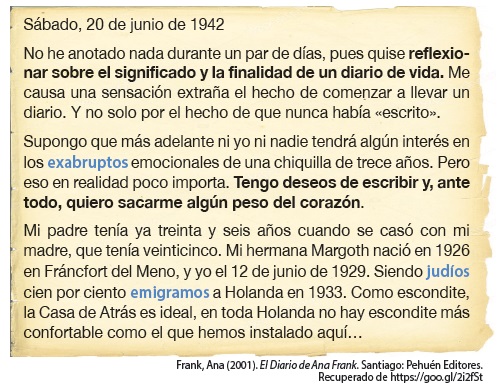 Sábado, 20 de junio de 1942
No he anotado nada durante un par de días, pues quise reflexio-
nar sobre el significado y la finalidad de un diario de vida. Me
causa una sensación extraña el hecho de comenzar a llevar un
diario. Y no solo por el hecho de que nunca había «escrito».
Supongo que más adelante ni yo ni nadie tendrá algún interés en
los exabruptos emocionales de una chiquilla de trece años. Pero
eso en realidad poco importa. Tengo deseos de escribir y, ante
todo, quiero sacarme algún peso del corazón.
Mi padre tenía ya treinta y seis años cuando se casó con mi
madre, que tenía veinticinco. Mi hermana Margoth nació en 1926
en Fráncfort del Meno, y yo el 12 de junio de 1929. Siendo judíos
cien por ciento emigramos a Holanda en 1933. Como escondite,
la Casa de Atrás es ideal, en toda Holanda no hay escondite más
confortable como el que hemos instalado aquí…
Frank, Ana (2001). El Diario de Ana Frank. Santiago: Pehuén Editores.
Recuperado de https://goo.gl/2i2fSt